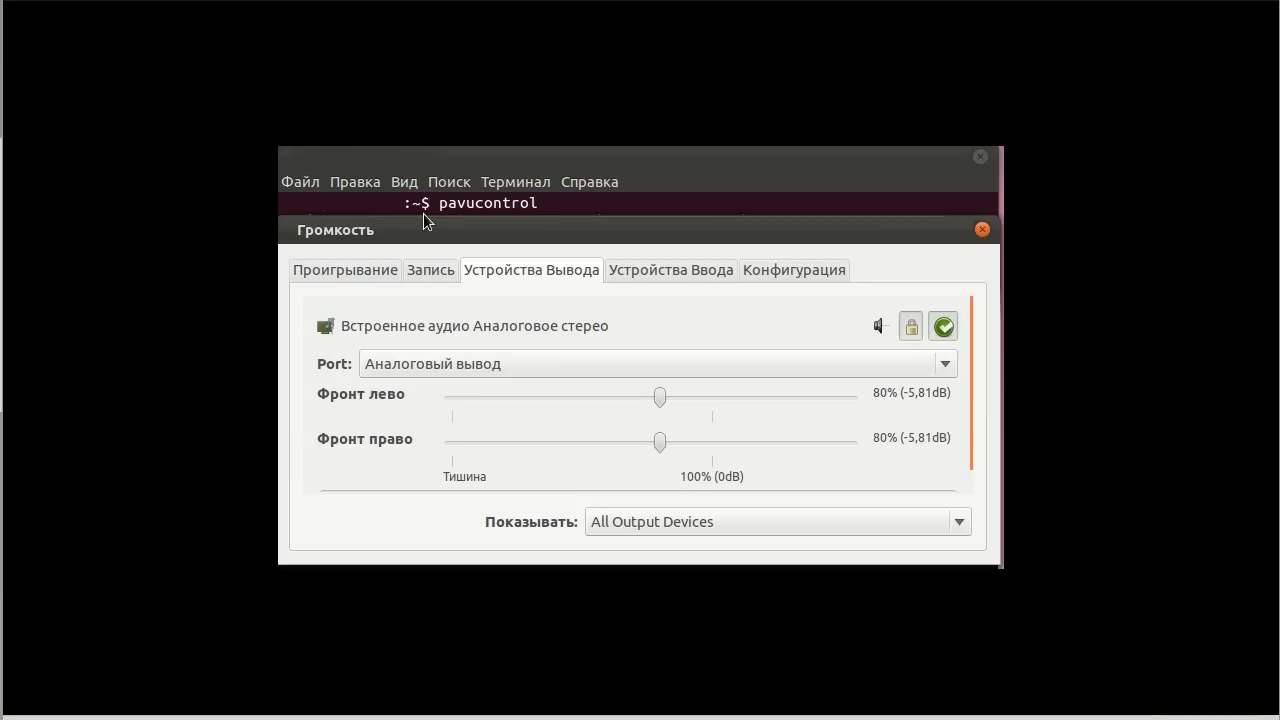 Файл Правка Вид Поиск Терминал Справка
:~$ pavucontrol
Громкость
Проигрывание Запись Устройства Вывода Устройства Ввода Конфигурация
Встроенное аудио Аналоговое стерео
Port: Аналоговый вывод
Фронт лево 80% (-5,81dB)
Фронт право 80% (-5,81dB)
Тишина 100% (0dB)
Показывать: All Output Devices